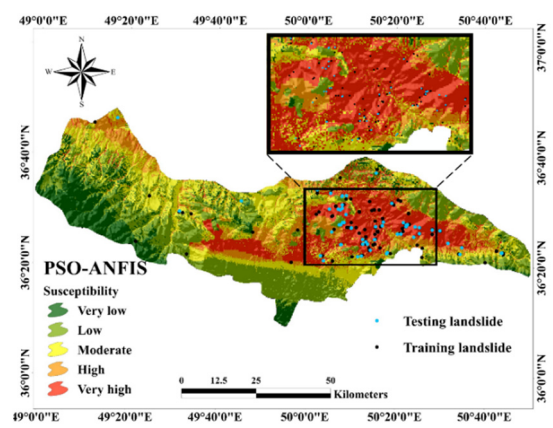 49°0'0"E 49°20'0"E 49°40'0"E 50°0'0"E 50°20'0"E 50°40'0"E
37°0'0"N
N
W E
S
36°40'0"N 36°40'0"N
36°20'0"N 36°20'0"N
36°0'0"N 36°0'0"N
PSO-ANFIS
Susceptibility
Very low
Low
Moderate
High
Very high
Testing landslide
Training landslide
0 12.5 25 50
Kilometers
49°0'0"E 49°20'0"E 49°40'0"E 50°0'0"E 50°20'0"E 50°40'0"E